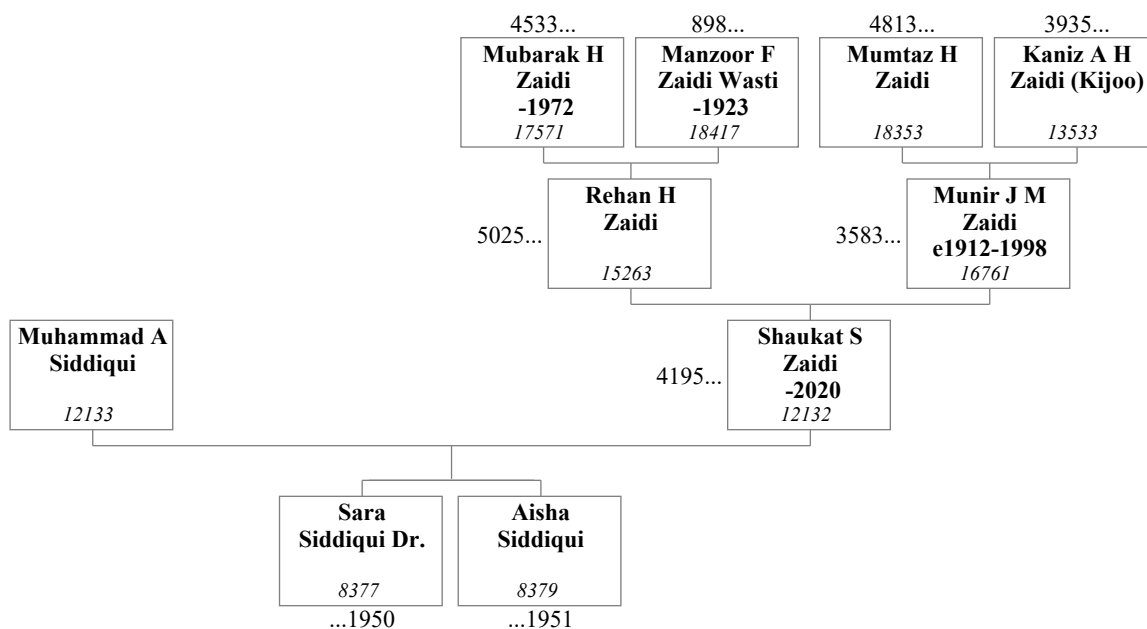 4533...
898...
4813...
3935...
Mubarak H
Zaidi
-1972
17571
Manzoor F
Zaidi Wasti
-1923
18417
Mumtaz H
Zaidi
18353
Kaniz A H
Zaidi (Kijoo)
13533
5025...
Rehan H
Zaidi
15263
3583...
Munir J M
Zaidi
e1912-1998
16761
Muhammad A
Siddiqui
12133
4195...
Shaukat S
Zaidi
-2020
12132
Sara
Siddiqui Dr.
8377
...1950
Aisha
Siddiqui
8379
...1951